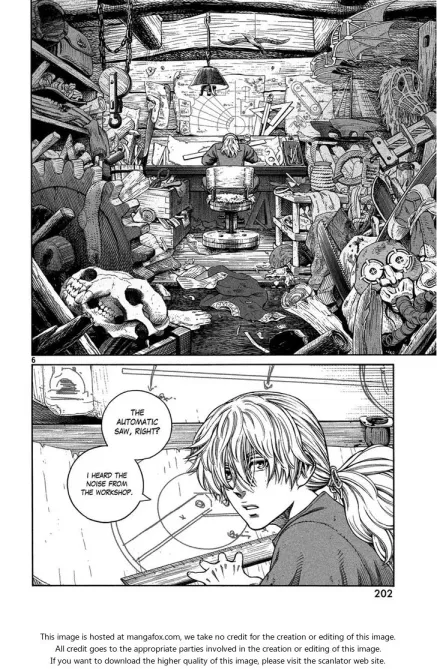 6
THE
AUTOMATIC
SAW, RIGHT?
I HEARD THE
NOISE FROM
THE WORKSHOP.
202
This image is hosted at mangafox.com, we take no credit for the creation or editing of this image.
All credit goes to the appropriate parties involved in the creation or editing of this image.
If you want to download the higher quality of this image, please visit the scanlator web site.